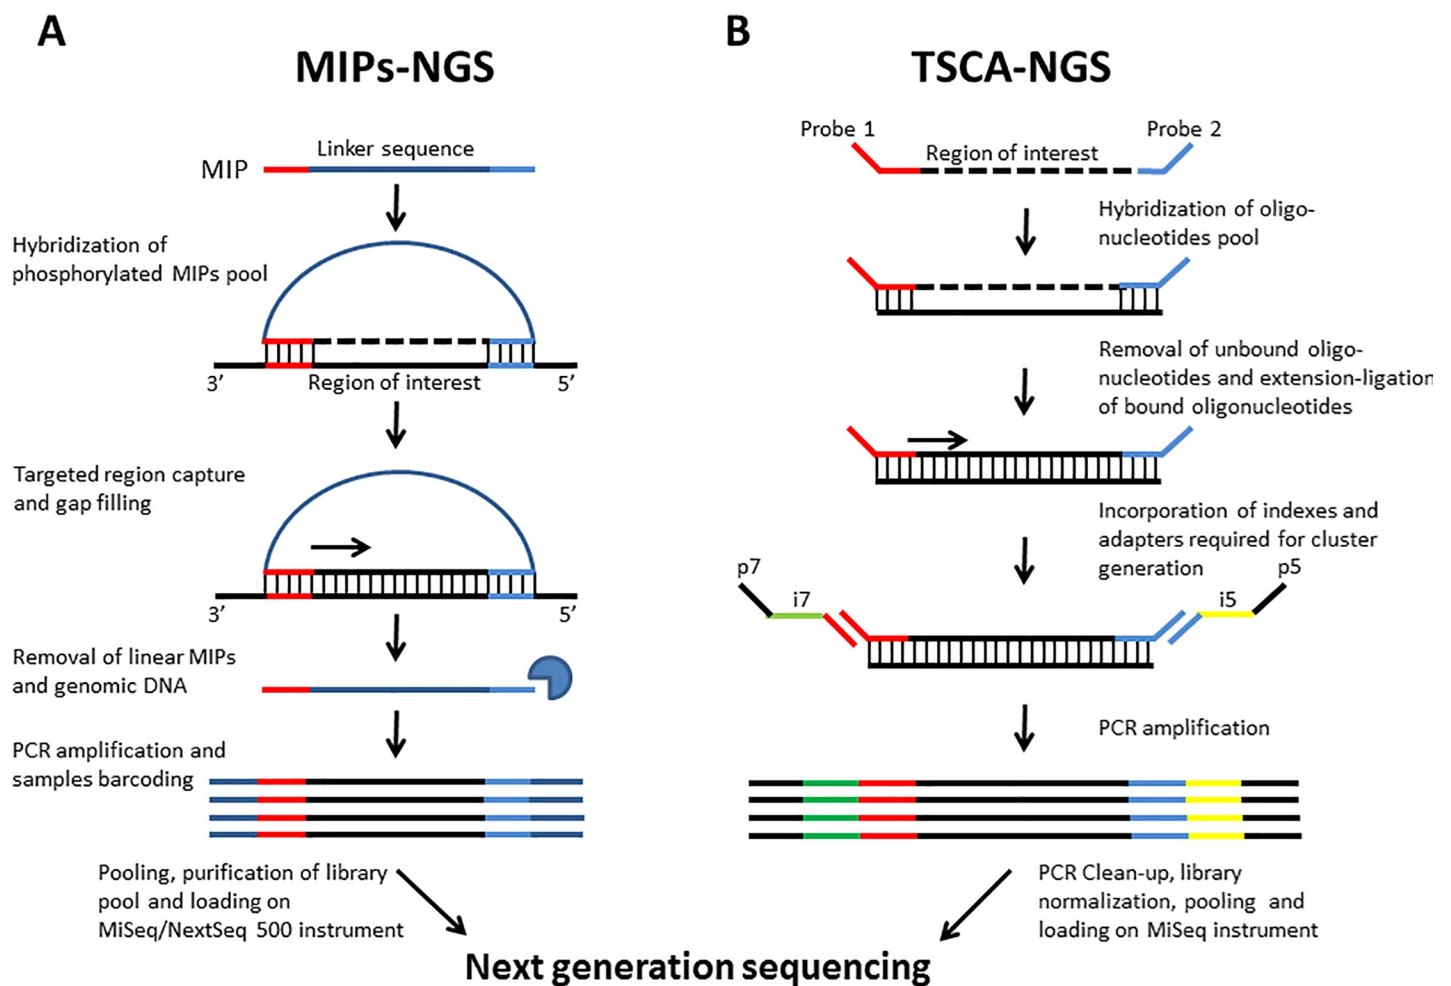 A
MIPs-NGS
Linker sequence
MIP
Hybridization of
phosphorylated MIPs pool
3’
Region of interest
5’
Targeted region capture
and gap filling
3’
5’
Removal of linear MIPs
and genomic DNA
PCR amplification and
samples barcoding
Pooling, purification of library
pool and loading on
MiSeq/NextSeq 500 instrument
B
TSCA-NGS
Probe 1
Probe 2
Region of interest
Hybridization of oligo-
nucleotides pool
Removal of unbound oligo-
nucleotides and extension-ligation
of bound oligonucleotides
Incorporation of indexes and
adapters required for cluster
generation
p7
i7
i5
p5
PCR amplification
PCR Clean-up, library
normalization, pooling and
loading on MiSeq instrument
Next generation sequencing